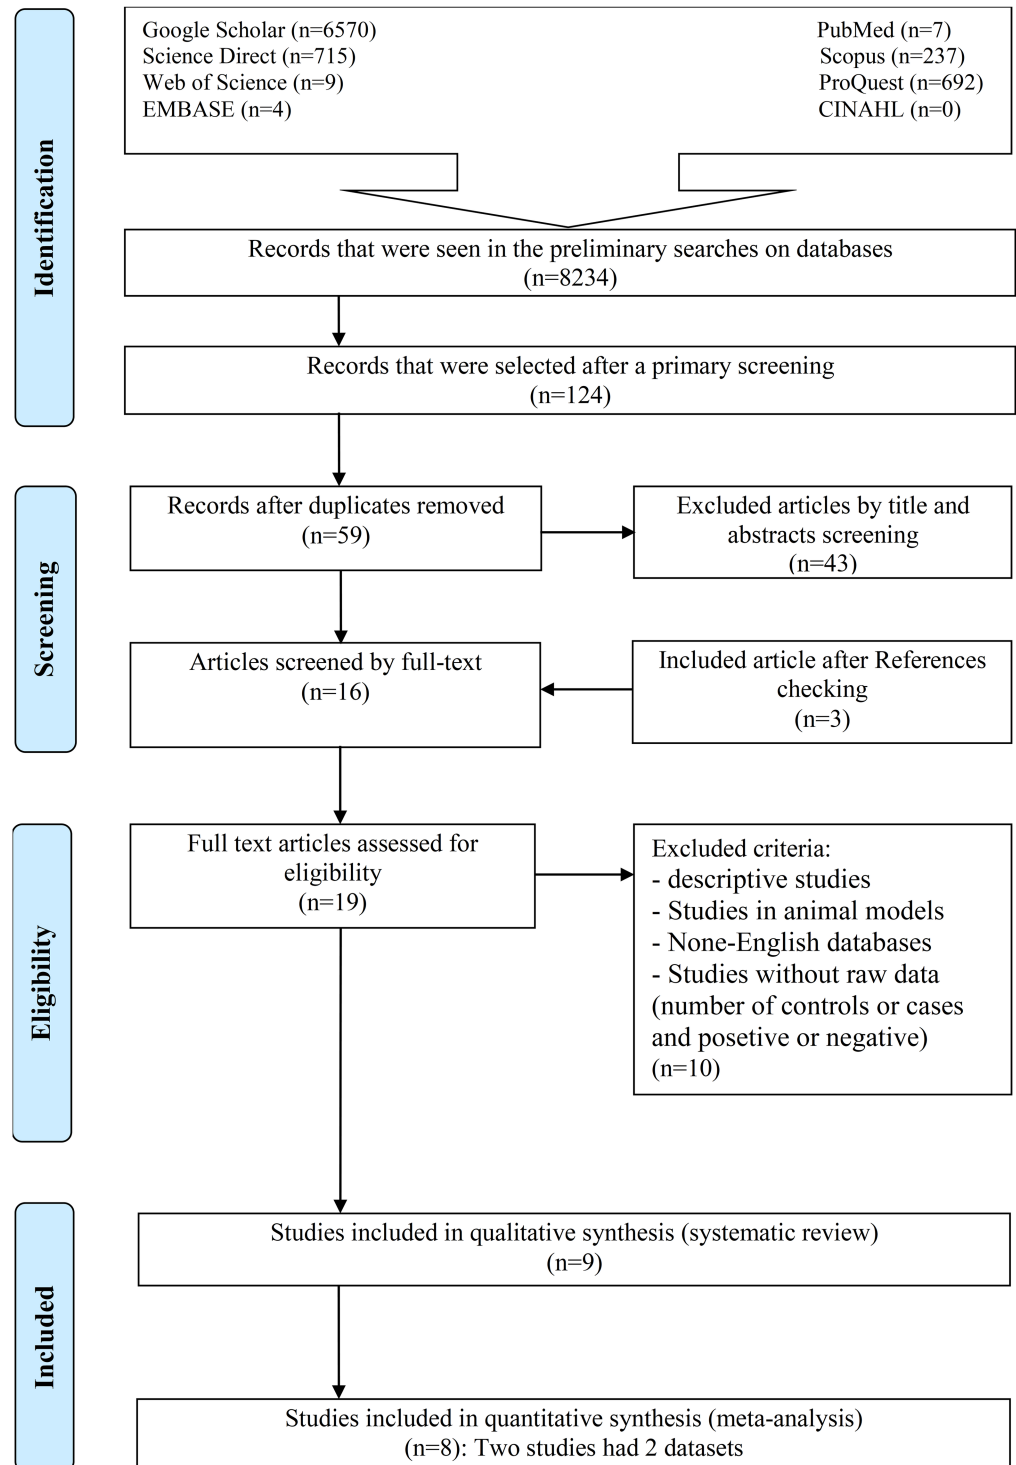 Google Scholar (n=6570)
Science Direct (n=715)
Web of Science (n=9)
EMBASE (n=4)
PubMed (n=7)
Scopus (n=237)
ProQuest (n=692)
CINAHL (n=0)
Identification
Records that were seen in the preliminary searches on databases
(n=8234)
Records that were selected after a primary screening
(n=124)
Screening
Records after duplicates removed
(n=59)
Excluded articles by title and
abstracts screening
(n=43)
Articles screened by full-text
(n=16)
Included article after References
checking
(n=3)
Eligibility
Full text articles assessed for
eligibility
(n=19)
Excluded criteria:
- descriptive studies
- Studies in animal models
- None-English databases
- Studies without raw data
(number of controls or cases
and posetive or negative)
(n=10)
Included
Studies included in qualitative synthesis (systematic review)
(n=9)
Studies included in quantitative synthesis (meta-analysis)
(n=8): Two studies had 2 datasets